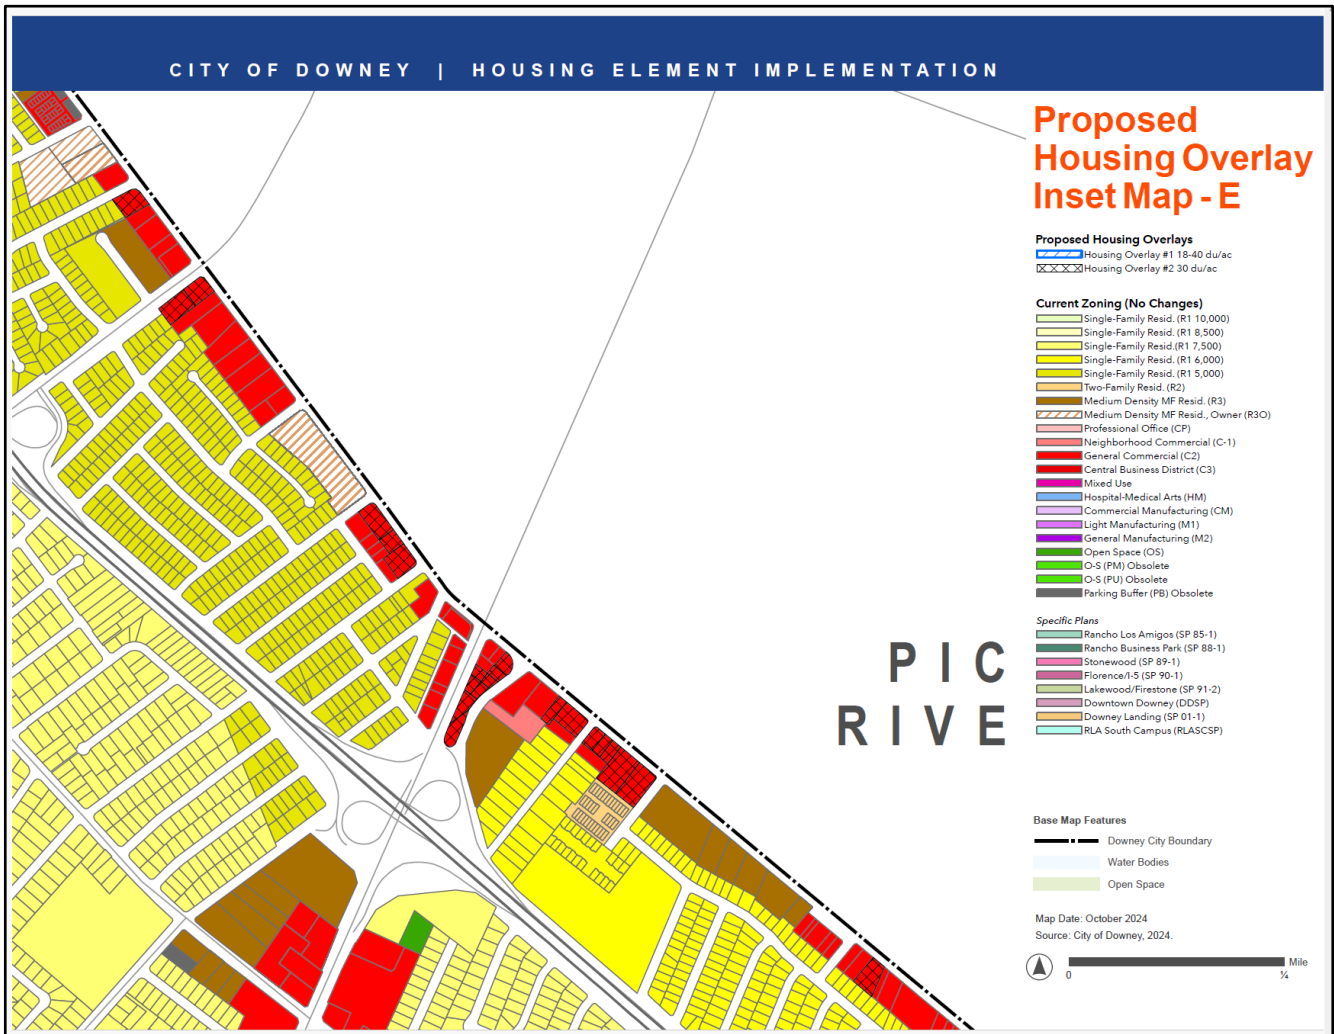 CITY OF DOWNEY | HOUSING ELEMENT IMPLEMENTATION
Proposed
Housing Overlay
Inset Map - E
Proposed Housing Overlays
Housing Overlay #1 18-40 du/ac
Housing Overlay #2 30 du/ac
Current Zoning (No Changes)
Single-Family Resid. (R1 10,000)
Single-Family Resid. (R1 8,500)
Single-Family Resid.(R1 7,500)
Single-Family Resid. (R1 6,000)
Single-Family Resid. (R1 5,000)
Two-Family Resid. (R2)
Medium Density MF Resid. (R3)
Medium Density MF Resid., Owner (R3O)
Professional Office (CP)
Neighborhood Commercial (C-1)
General Commercial (C2)
Central Business District (C3)
Mixed Use
Hospital-Medical Arts (HM)
Commercial Manufacturing (CM)
Light Manufacturing (M1)
General Manufacturing (M2)
Open Space (OS)
O-S (PM) Obsolete
O-S (PU) Obsolete
Parking Buffer (PB) Obsolete
Specific Plans
Rancho Los Amigos (SP 85-1)
Rancho Business Park (SP 88-1)
Stonewood (SP 89-1)
Florence/I-5 (SP 90-1)
Lakewood/Firestone (SP 91-2)
Downtown Downey (DDSP)
Downey Landing (SP 01-1)
RLA South Campus (RLASCSP)
PIC
RIVE
Base Map Features
Downey City Boundary
Water Bodies
Open Space
Map Date: October 2024
Source: City of Downey, 2024.
Mile
0 ¼